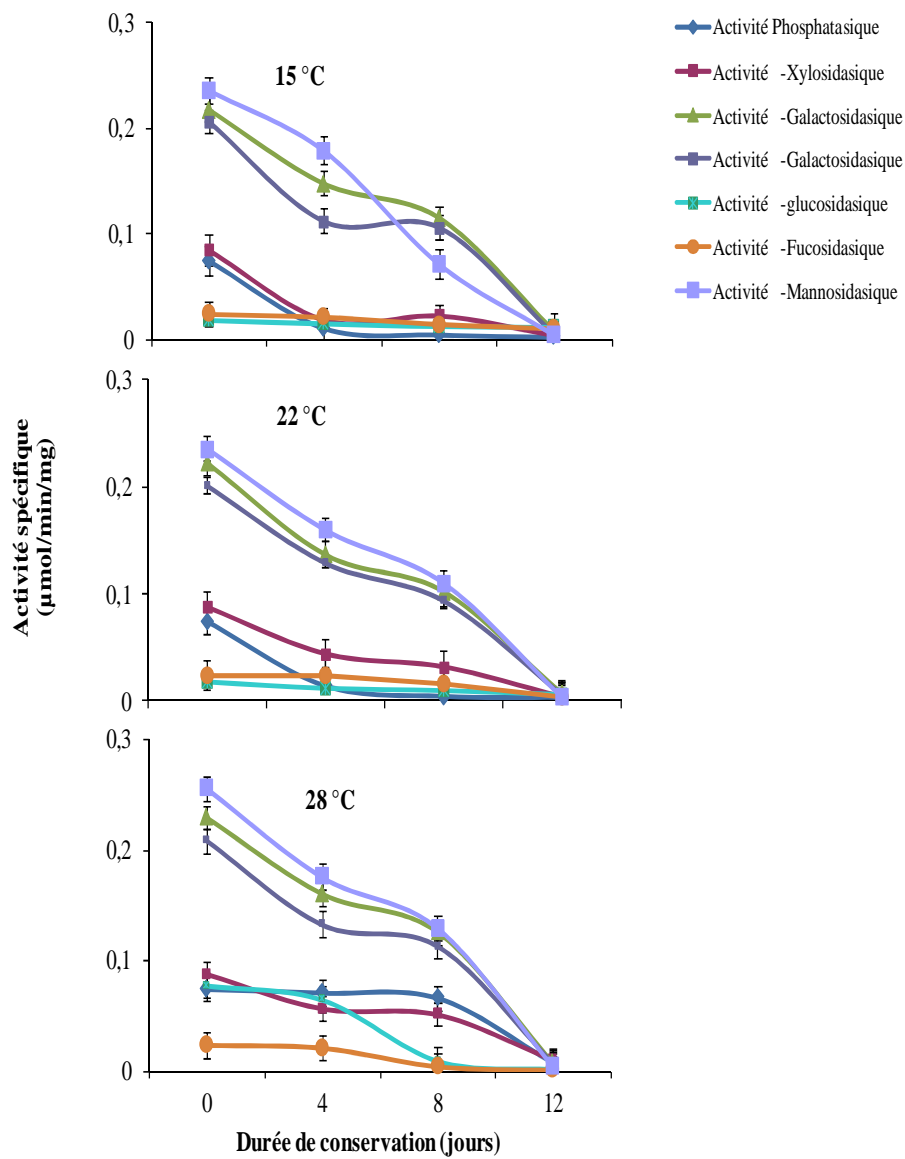 0,3
15 °C
0,2
0,1
0
Activité Phosphatasique
Activité -Xylosidasique
Activité -Galactosidasique
Activité -Galactosidasique
Activité -glucosidasique
Activité -Fucosidasique
Activité -Mannosidasique
0,3
22 °C
0,2
0,1
0
Activité spécifique
(µmol/min/mg)
0,3
28 °C
0,2
0,1
0
0 4 8 12
Durée de conservation (jours)